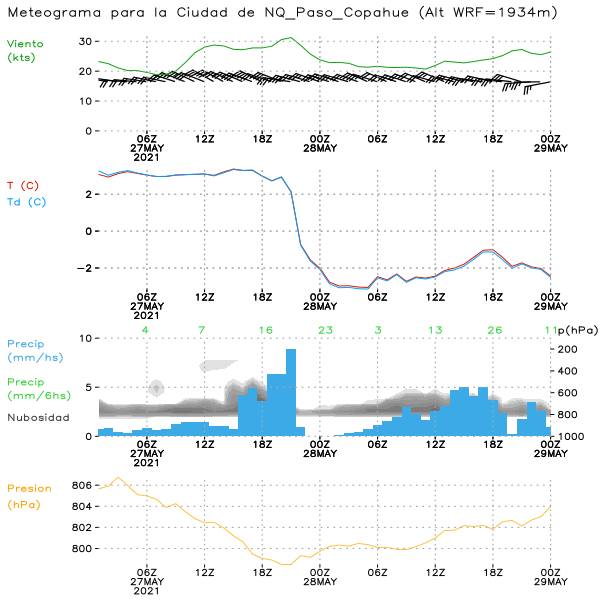 Meteograma para la Ciudad de NQ_Paso_Copahue (Alt WRF=1934m)
Viento
(kts)
30
20
10
0
06Z 12Z 18Z 00Z 06Z 12Z 18Z 00Z
27MAY 28MAY 29MAY
2021
T (C)
Td (C)
2
0
−2
06Z 12Z 18Z 00Z 06Z 12Z 18Z 00Z
27MAY 28MAY 29MAY
2021
4 7 16 23 3 13 26 11 p(hPa)
Precip
(mm/hs)
Precip
(mm/6hs)
Nubosidad
10
5
0
200
400
600
800
1000
06Z 12Z 18Z 00Z 06Z 12Z 18Z 00Z
27MAY 28MAY 29MAY
2021
Presion
(hPa)
806
804
802
800
06Z 12Z 18Z 00Z 06Z 12Z 18Z 00Z
27MAY 28MAY 29MAY
2021